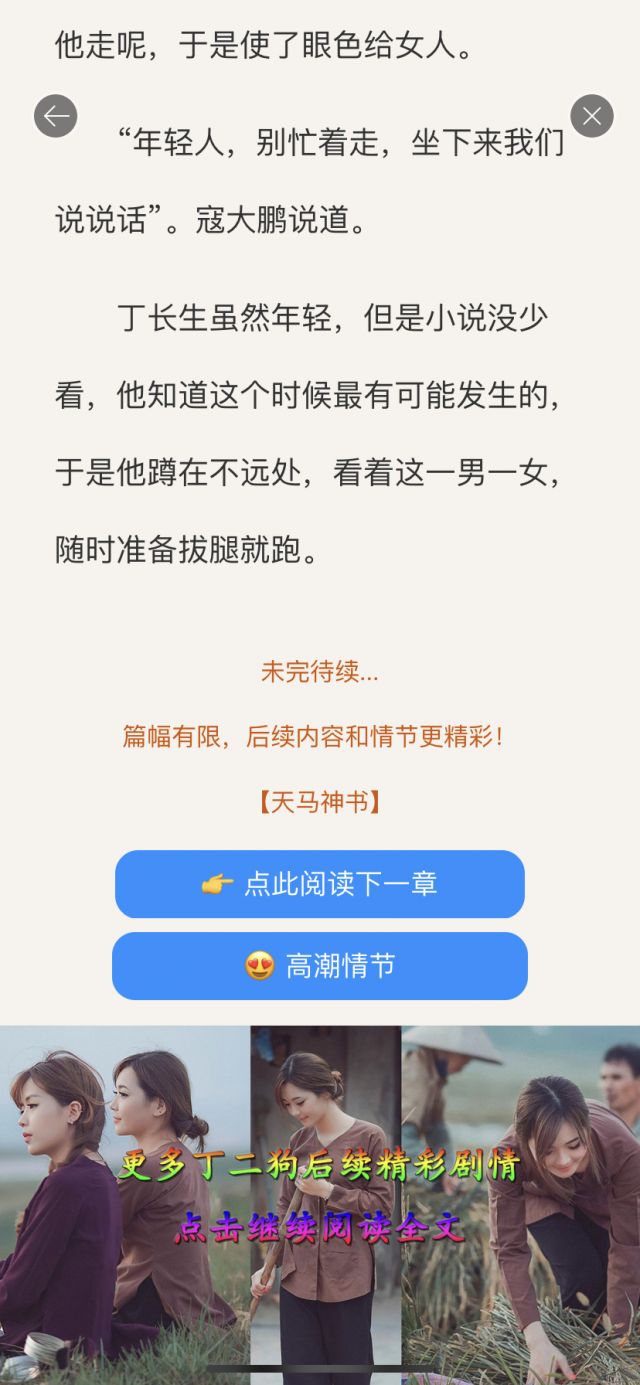 他走呢，于是使了眼色给女人。
“年轻人，别忙着走，坐下来我们
说说话”。寇大鹏说道。
丁长生虽然年轻，但是小说没少
看，他知道这个时候最有可能发生的，
于是他蹲在不远处，看着这一男一女，
随时准备拔腿就跑。
未完待续...
篇幅有限，后续内容和情节更精彩！
【天马神书】
👉 点此阅读下一章
😍 高潮情节
更多丁二狗后续精彩剧情
点击继续阅读全文